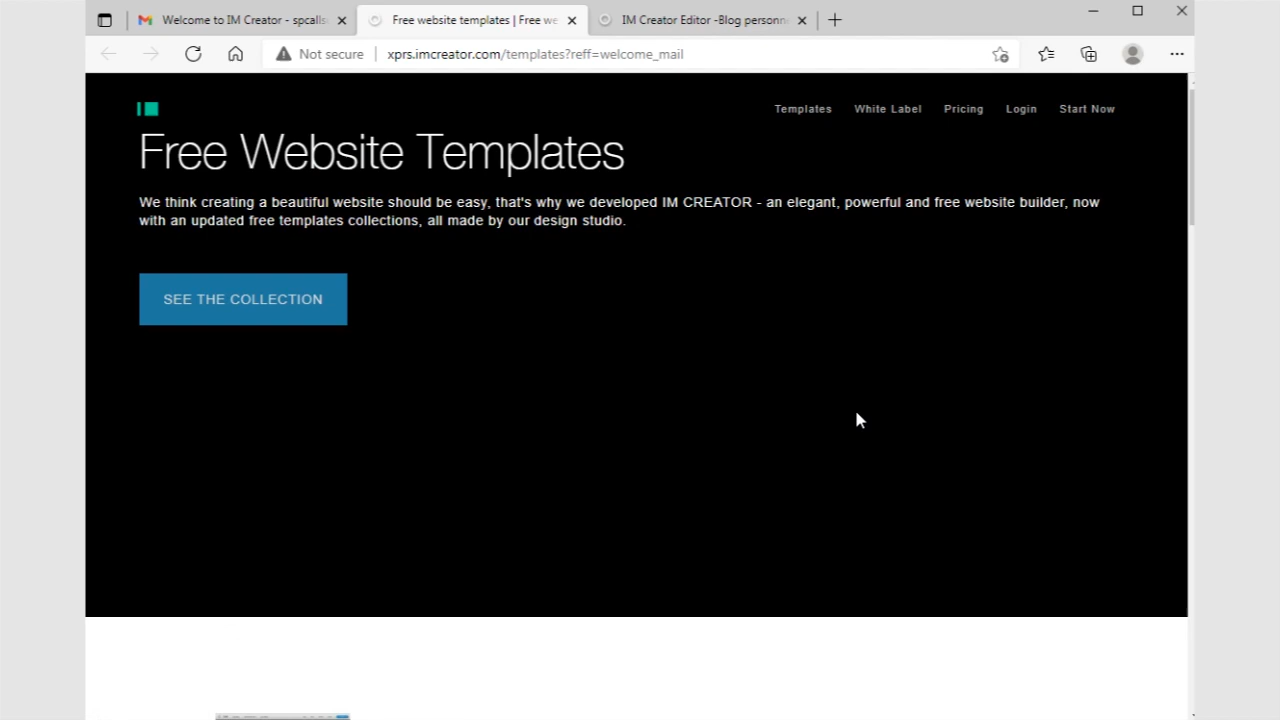 Welcome to IM Creator - spcalls
Free website templates | Free we
IM Creator Editor -Blog personn
Not secure
xprs.imcreator.com/templates?reff=welcome_mail
Templates
White Label
Pricing
Login
Start Now
Free Website Templates
We think creating a beautiful website should be easy, that's why we developed IM CREATOR - an elegant, powerful and free website builder, now
with an updated free templates collections, all made by our design studio.
SEE THE COLLECTION